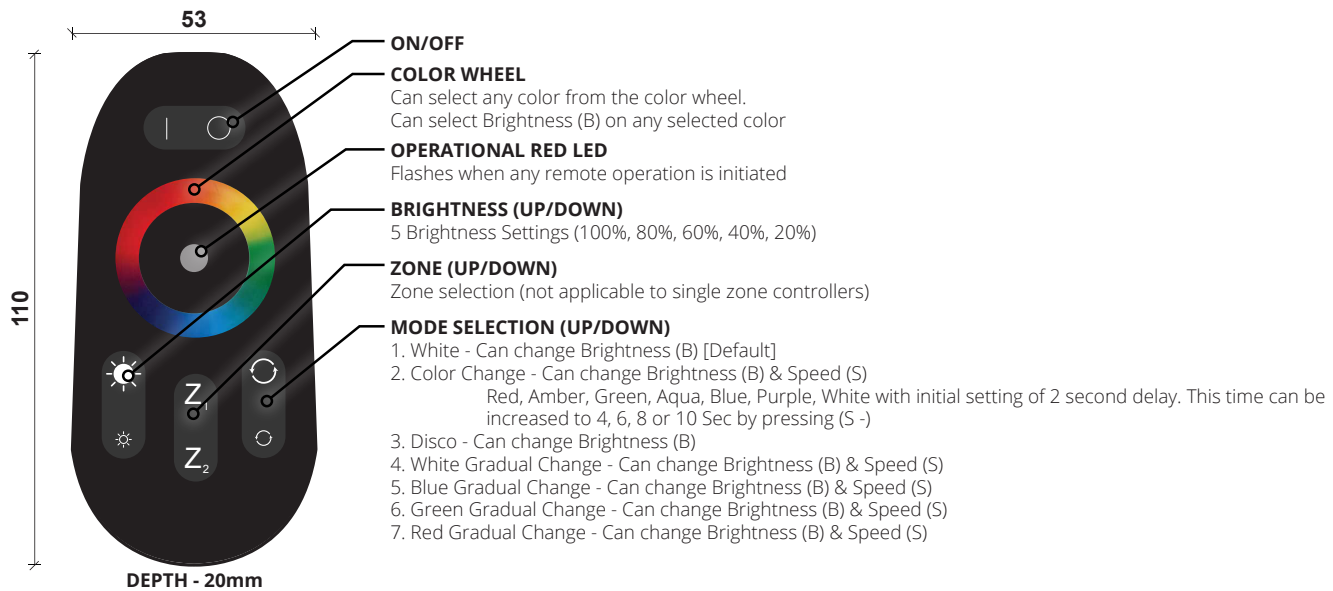 53
110
ON/OFF
COLOR WHEEL
Can select any color from the color wheel.
Can select Brightness (B) on any selected color
OPERATIONAL RED LED
Flashes when any remote operation is initiated
BRIGHTNESS (UP/DOWN)
5 Brightness Settings (100%, 80%, 60%, 40%, 20%)
ZONE (UP/DOWN)
Zone selection (not applicable to single zone controllers)
MODE SELECTION (UP/DOWN)
1. White - Can change Brightness (B) [Default]
2. Color Change - Can change Brightness (B) & Speed (S)
Red, Amber, Green, Aqua, Blue, Purple, White with initial setting of 2 second delay. This time can be
increased to 4, 6, 8 or 10 Sec by pressing (S -)
3. Disco - Can change Brightness (B)
4. White Gradual Change - Can change Brightness (B) & Speed (S)
5. Blue Gradual Change - Can change Brightness (B) & Speed (S)
6. Green Gradual Change - Can change Brightness (B) & Speed (S)
7. Red Gradual Change - Can change Brightness (B) & Speed (S)
Z1
Z2
DEPTH - 20mm